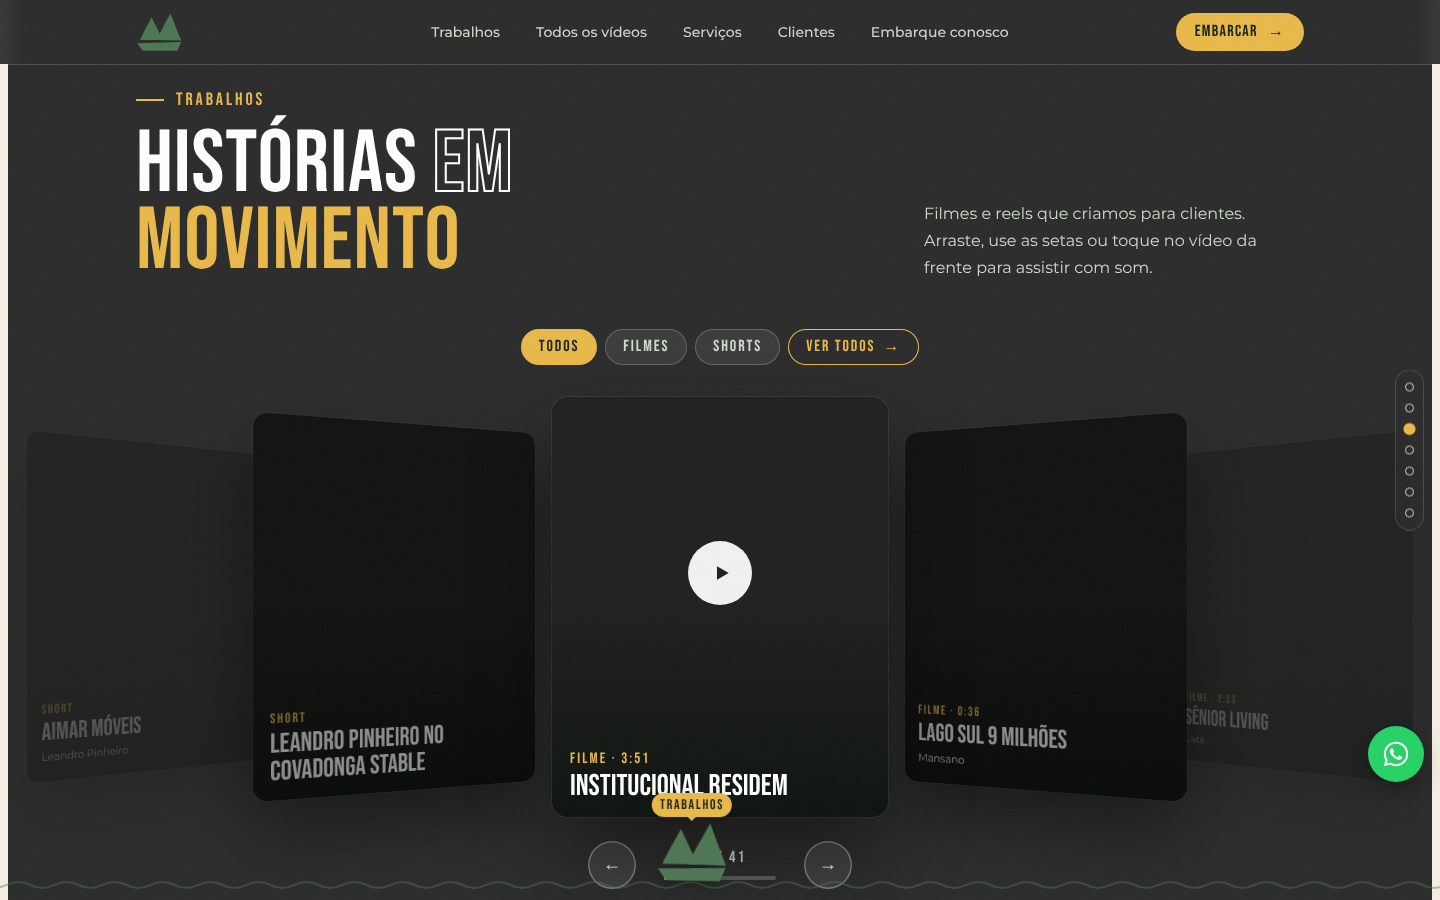 Trabalhos
Todos os vídeos
Serviços
Clientes
Embarque conosco
EMBARCAR →
TRABALHOS
HISTÓRIAS EM
MOVIMENTO
Filmes e reels que criamos para clientes.
Arraste, use as setas ou toque no vídeo da
frente para assistir com som.
TODOS
FILMES
SHORTS
VER TODOS →
SHORT
AIMAR MÓVEIS
Leandro Pinheiro
SHORT
LEANDRO PINHEIRO NO
COVADONGA STABLE
FILME · 3:51
INSTITUCIONAL RESIDEM
FILME · 0:36
LAGO SUL 9 MILHÕES
Mansano
FILME · 2:23
SÊNIOR LIVING
TRABALHOS
←
41
→